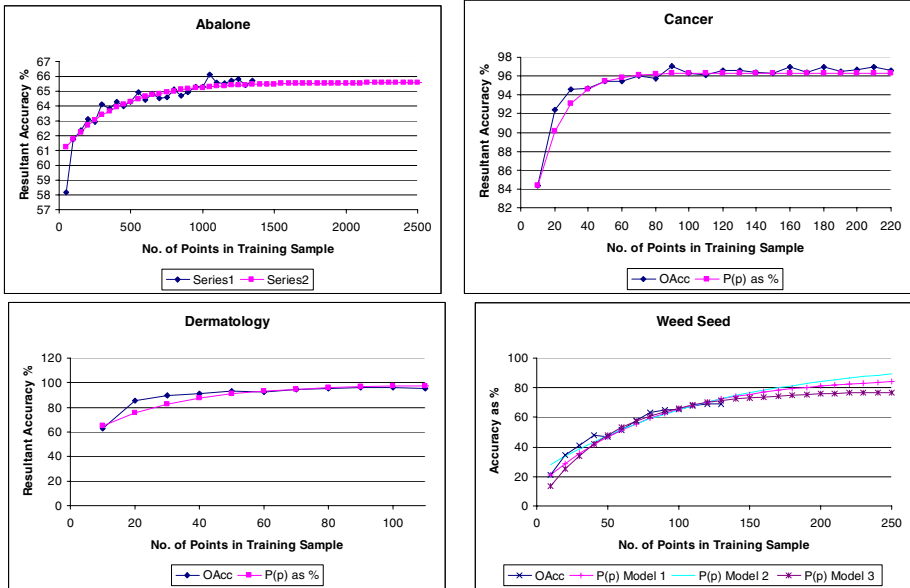 Abalone
Resultant Accuracy %
67
66
65
64
63
62
61
60
59
58
57
0 500 1000 1500 2000 2500
No. of Points in Training Sample
Series1 Series2
Cancer
Resultant Accuracy %
98
96
94
92
90
88
86
84
82
0 20 40 60 80 100 120 140 160 180 200 220
No. of Points in Training Sample
OAcc P(p) as %
Dermatology
Resultant Accuracy %
120
100
80
60
40
20
0
0 20 40 60 80 100
No. of Points in Training Sample
OAcc P(p) as %
Weed Seed
Accuracy as %
100
80
60
40
20
0
0 50 100 150 200 250
No. of Points in Training Sample
OAcc P(p) Model 1 P(p) Model 2 P(p) Model 3